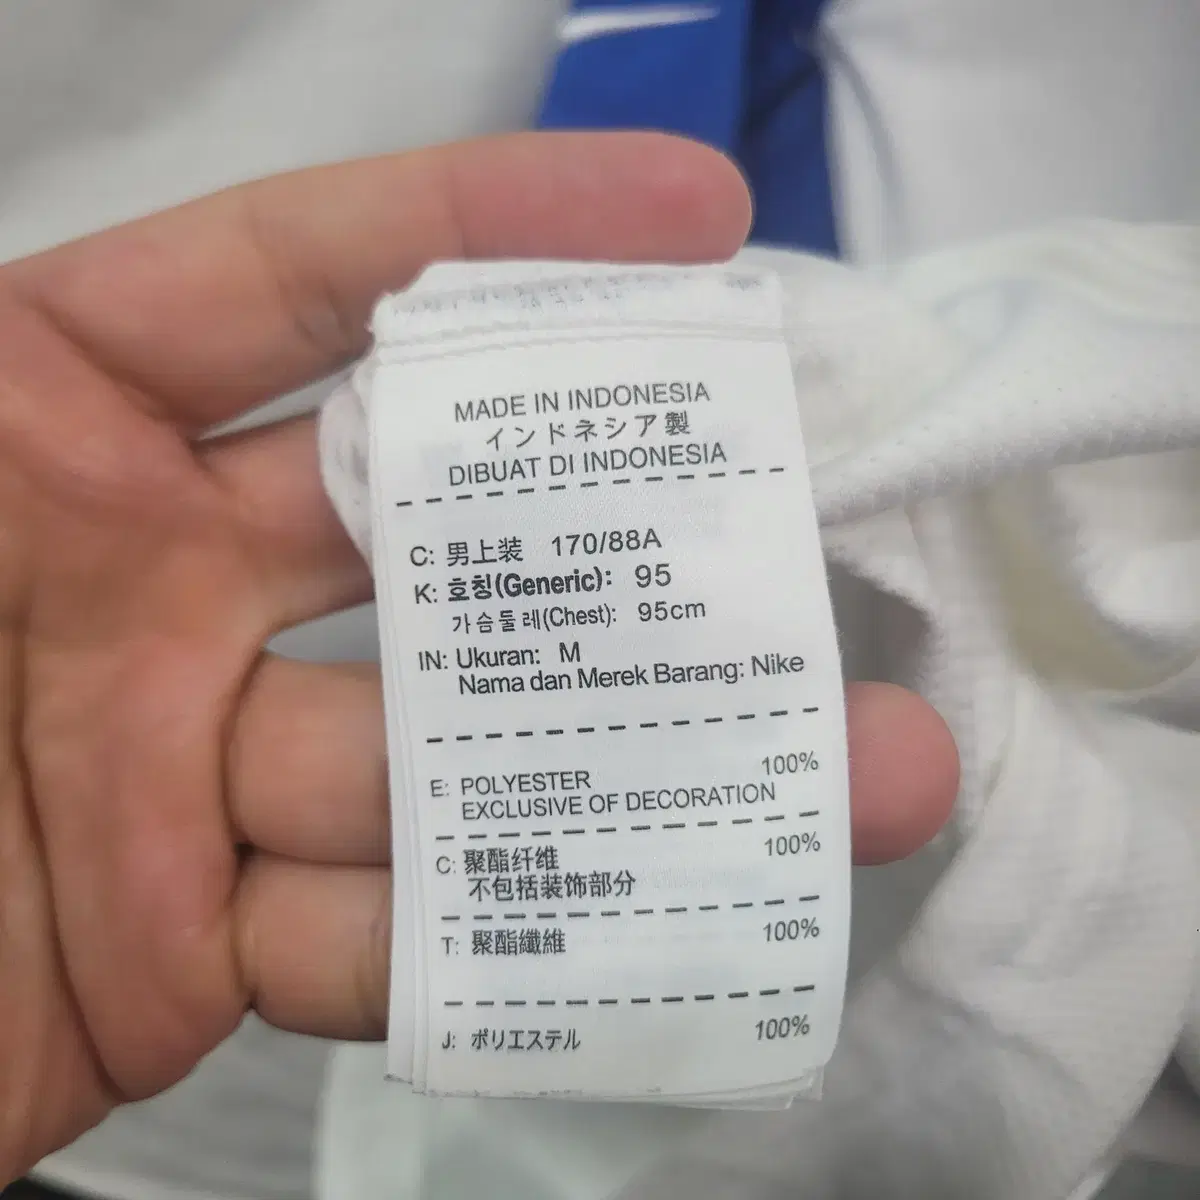 MADE IN INDONESIA
インドネシア製
DIBUAT DI INDONESIA
C: 男上装 170/88A
K: 호칭(Generic): 95
가슴둘레(Chest): 95cm
IN: Ukuran: M
Nama dan Merek Barang: Nike
E: POLYESTER 100%
EXCLUSIVE OF DECORATION
C: 聚酯纤维 100%
不包括装饰部分
T: 聚酯纖維 100%
J: ポリエステル 100%